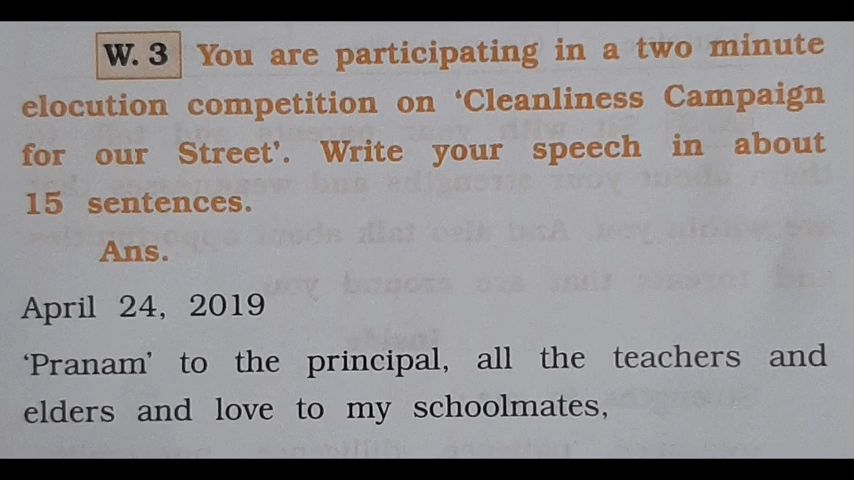 W. 3 You are participating in a two minute
elocution competition on ‘Cleanliness Campaign
for our Street’. Write your speech in about
15 sentences.
Ans.
April 24, 2019
‘Pranam’ to the principal, all the teachers and
elders and love to my schoolmates,